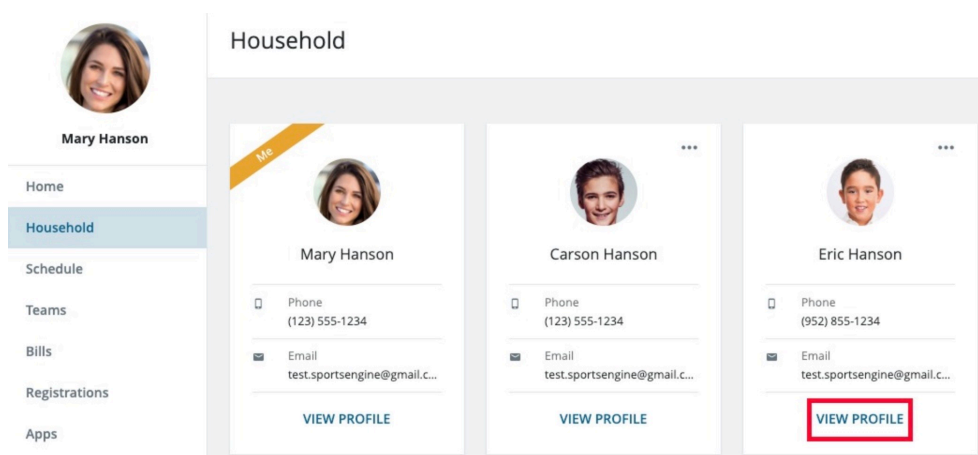 Household
Mary Hanson
Home
Household
Schedule
Teams
Bills
Registrations
Apps
Me
Mary Hanson
Phone
(123) 555-1234
Email
test.sportsengine@gmail.c...
VIEW PROFILE
Carson Hanson
Phone
(123) 555-1234
Email
test.sportsengine@gmail.c...
VIEW PROFILE
Eric Hanson
Phone
(952) 855-1234
Email
test.sportsengine@gmail.c...
VIEW PROFILE